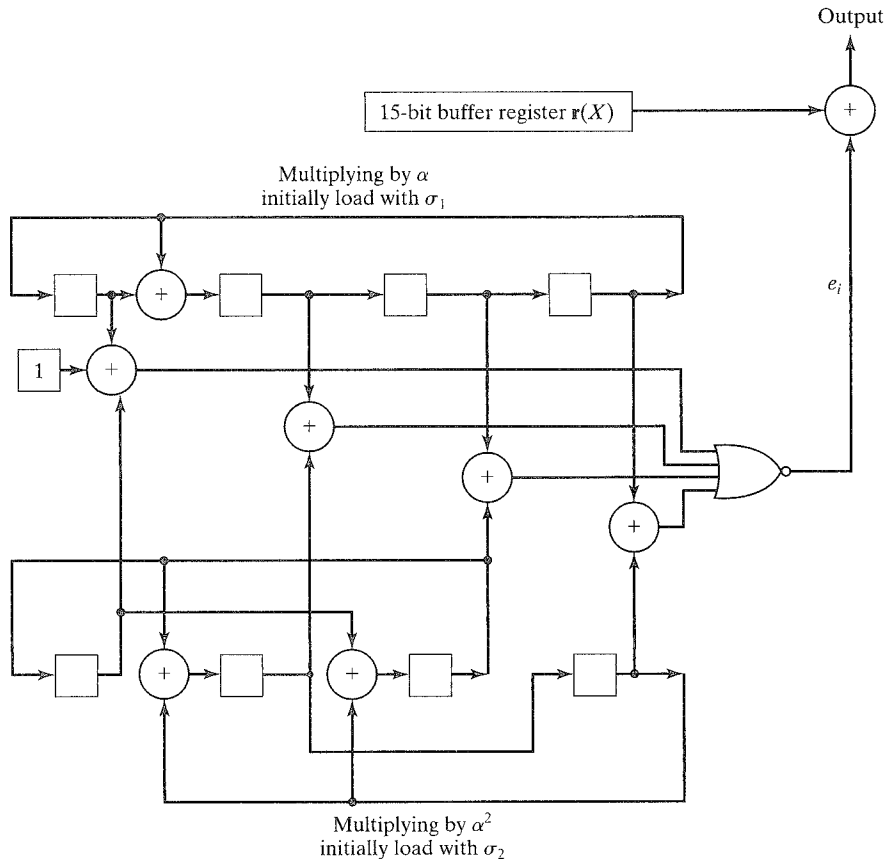 Output
15-bit buffer register r(X)
+
Multiplying by α
initially load with σ₁
+
eᵢ
1
+
+
+
+
+
+
Multiplying by α²
initially load with σ₂